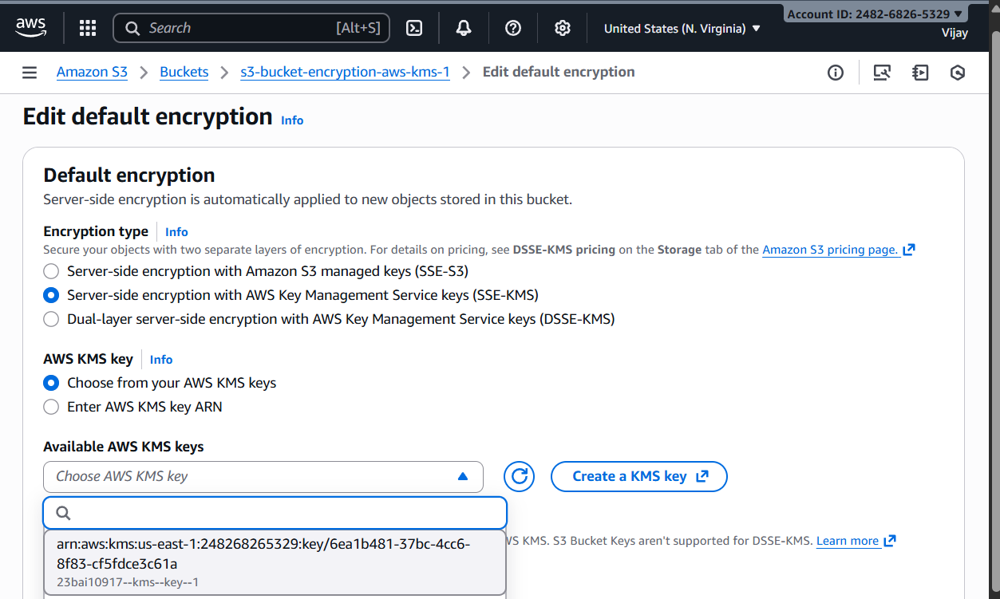 aws
Search [Alt+S]
United States (N. Virginia)
Account ID: 2482-6826-5329
Vijay
Amazon S3 > Buckets > s3-bucket-encryption-aws-kms-1 > Edit default encryption
Edit default encryption Info
Default encryption
Server-side encryption is automatically applied to new objects stored in this bucket.
Encryption type Info
Secure your objects with two separate layers of encryption. For details on pricing, see DSSE-KMS pricing on the Storage tab of the Amazon S3 pricing page.
Server-side encryption with Amazon S3 managed keys (SSE-S3)
Server-side encryption with AWS Key Management Service keys (SSE-KMS)
Dual-layer server-side encryption with AWS Key Management Service keys (DSSE-KMS)
AWS KMS key Info
Choose from your AWS KMS keys
Enter AWS KMS key ARN
Available AWS KMS keys
Choose AWS KMS key
Create a KMS key
KMS. S3 Bucket Keys aren't supported for DSSE-KMS. Learn more
arn:aws:kms:us-east-1:248268265329:key/6ea1b481-37bc-4cc6-
8f83-cf5fdce3c61a
23bai10917--kms--key--1